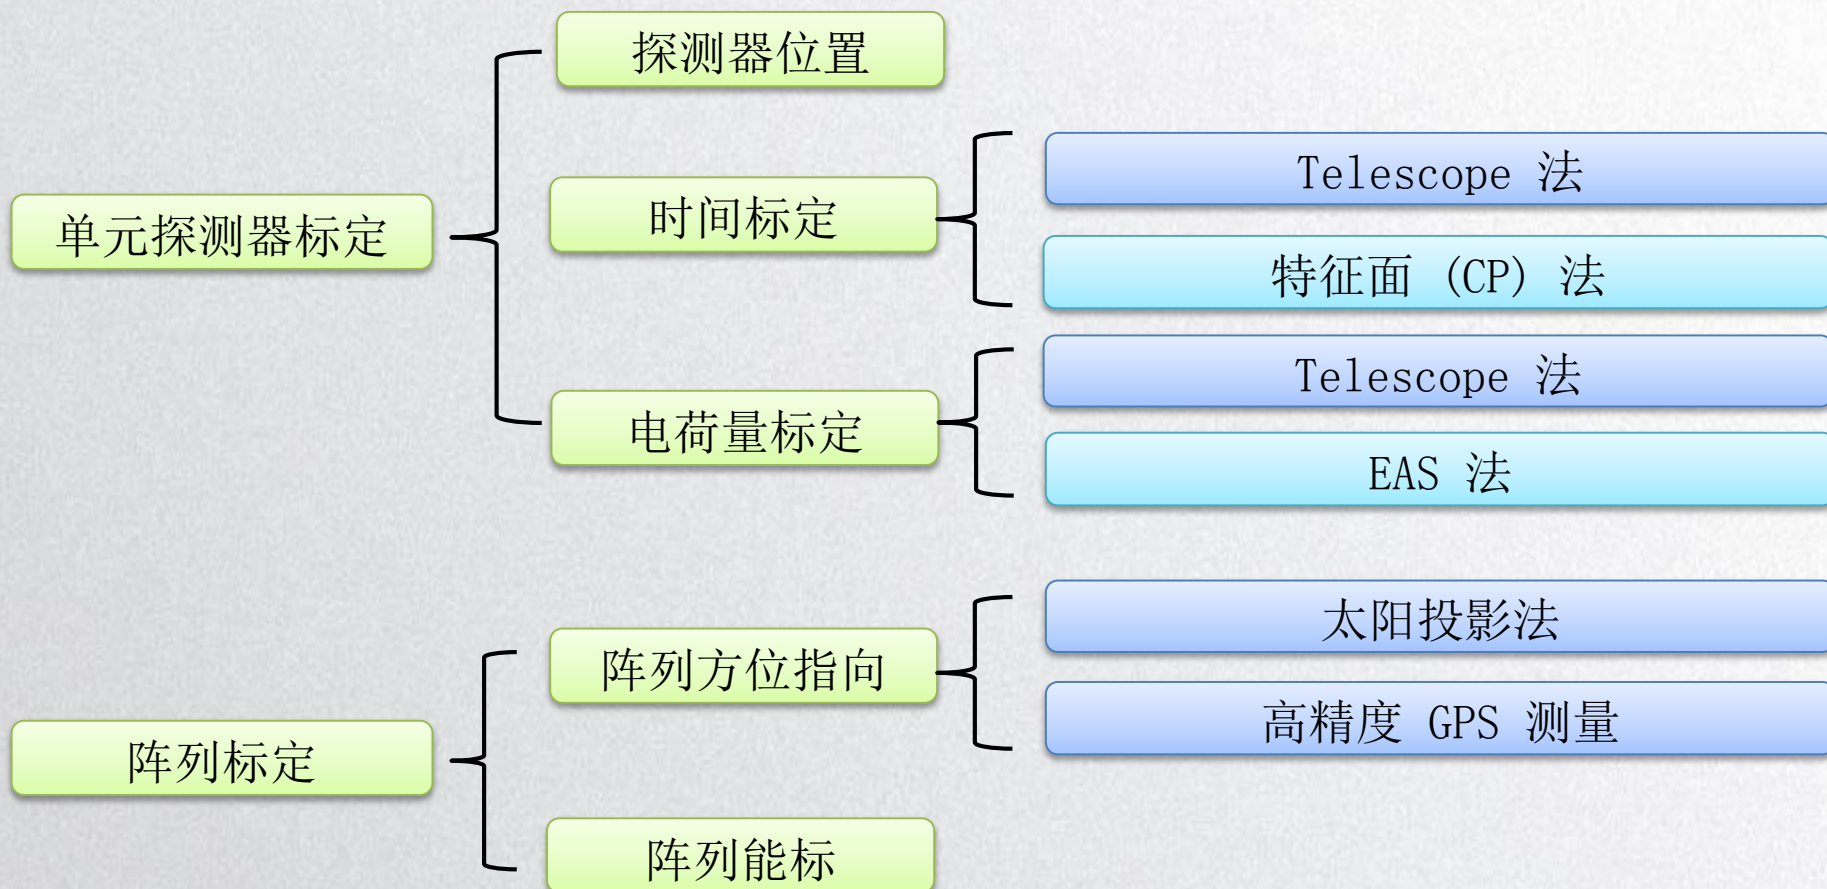 探测器位置
单元探测器标定
时间标定
Telescope 法
特征面 (CP) 法
电荷量标定
Telescope 法
EAS 法
阵列标定
阵列方位指向
太阳投影法
高精度 GPS 测量
阵列能标